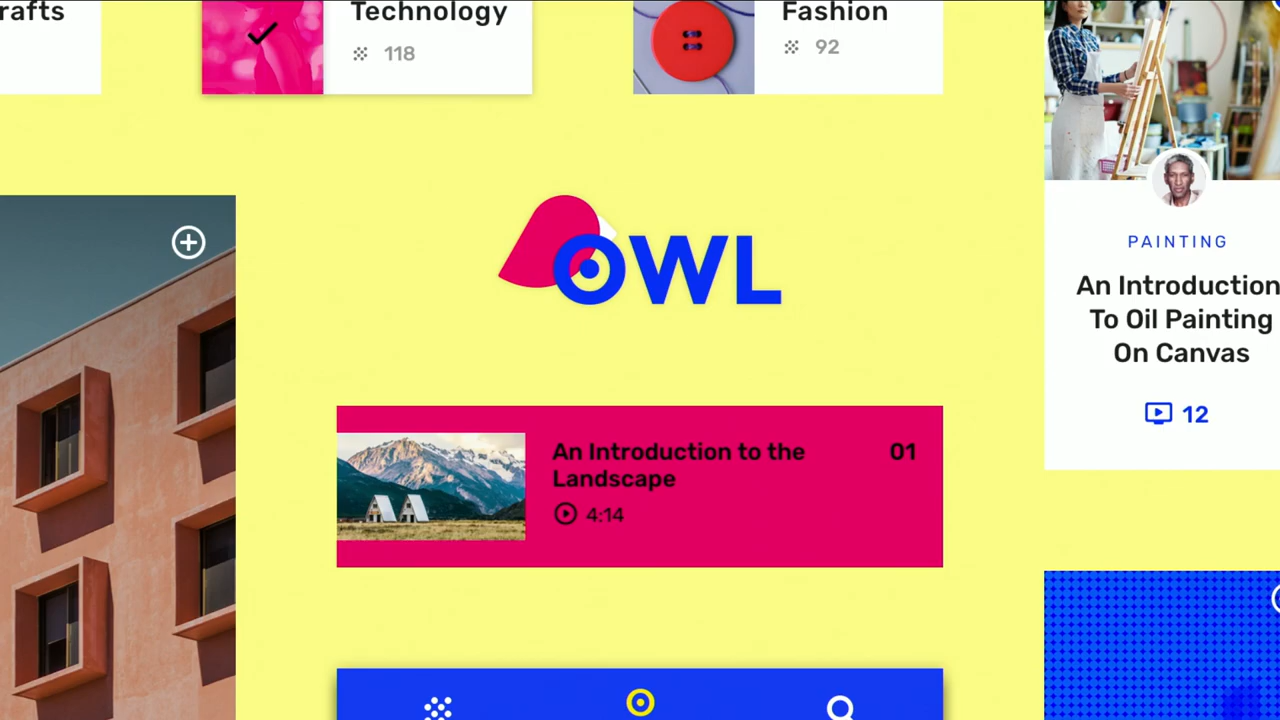 rafts
Technology
118
Fashion
92
OWL
PAINTING
An Introduction
To Oil Painting
On Canvas
12
An Introduction to the
Landscape
01
4:14